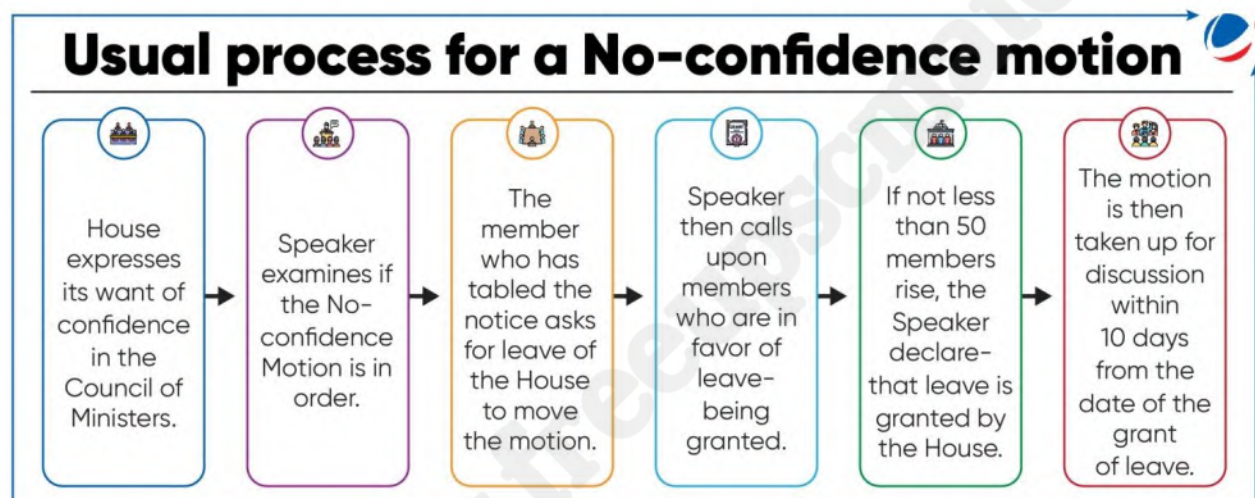 Usual process for a No-confidence motion
House
expresses
its want of
confidence
in the
Council of
Ministers.
Speaker
examines if
the No-
confidence
Motion is in
order.
The
member
who has
tabled the
notice asks
for leave of
the House
to move
the motion.
Speaker
then calls
upon
members
who are in
favor of
leave-
being
granted.
If not less
than 50
members
rise, the
Speaker
declare-
that leave is
granted by
the House.
The motion
is then
taken up for
discussion
within
10 days
from the
date of the
grant
of leave.